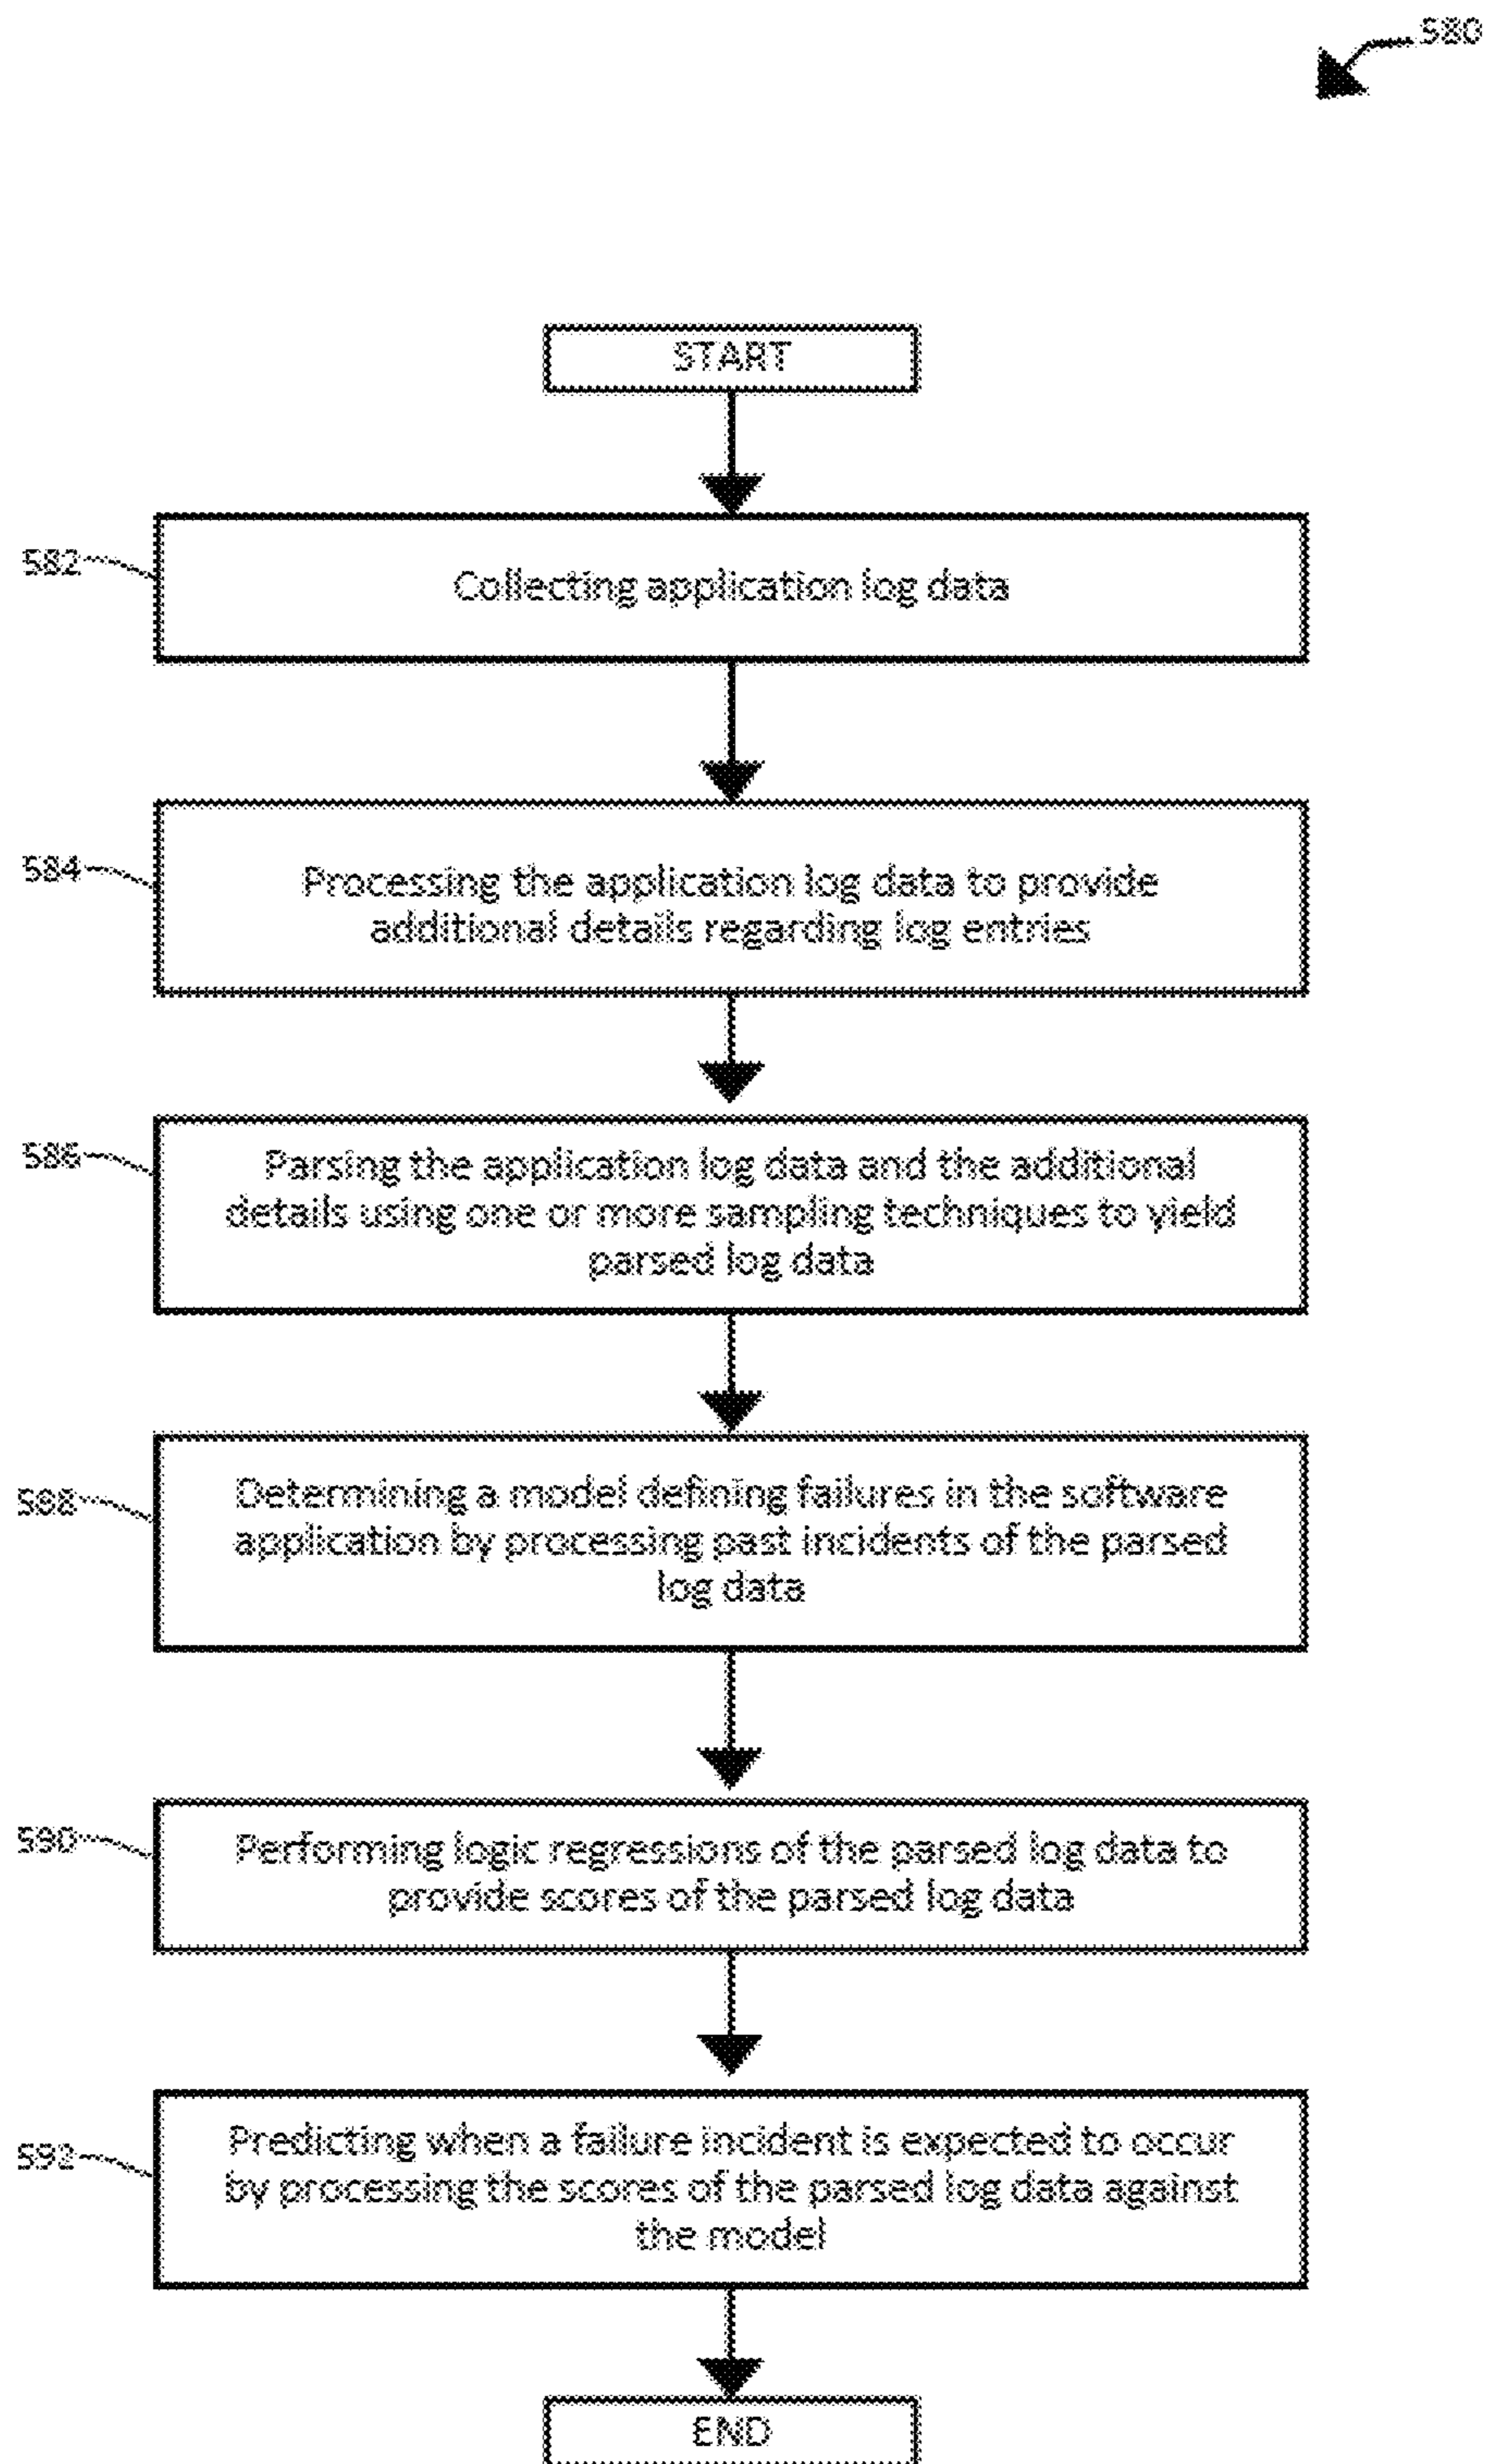 580
START
582
Collecting application log data
584
Processing the application log data to provide
additional details regarding log entries
586
Parsing the application log data and the additional
details using one or more sampling techniques to yield
parsed log data
588
Determining a model defining failures in the software
application by processing past incidents of the parsed
log data
590
Performing logic regressions of the parsed log data to
provide scores of the parsed log data
592
Predicting when a failure incident is expected to occur
by processing the scores of the parsed log data against
the model
END